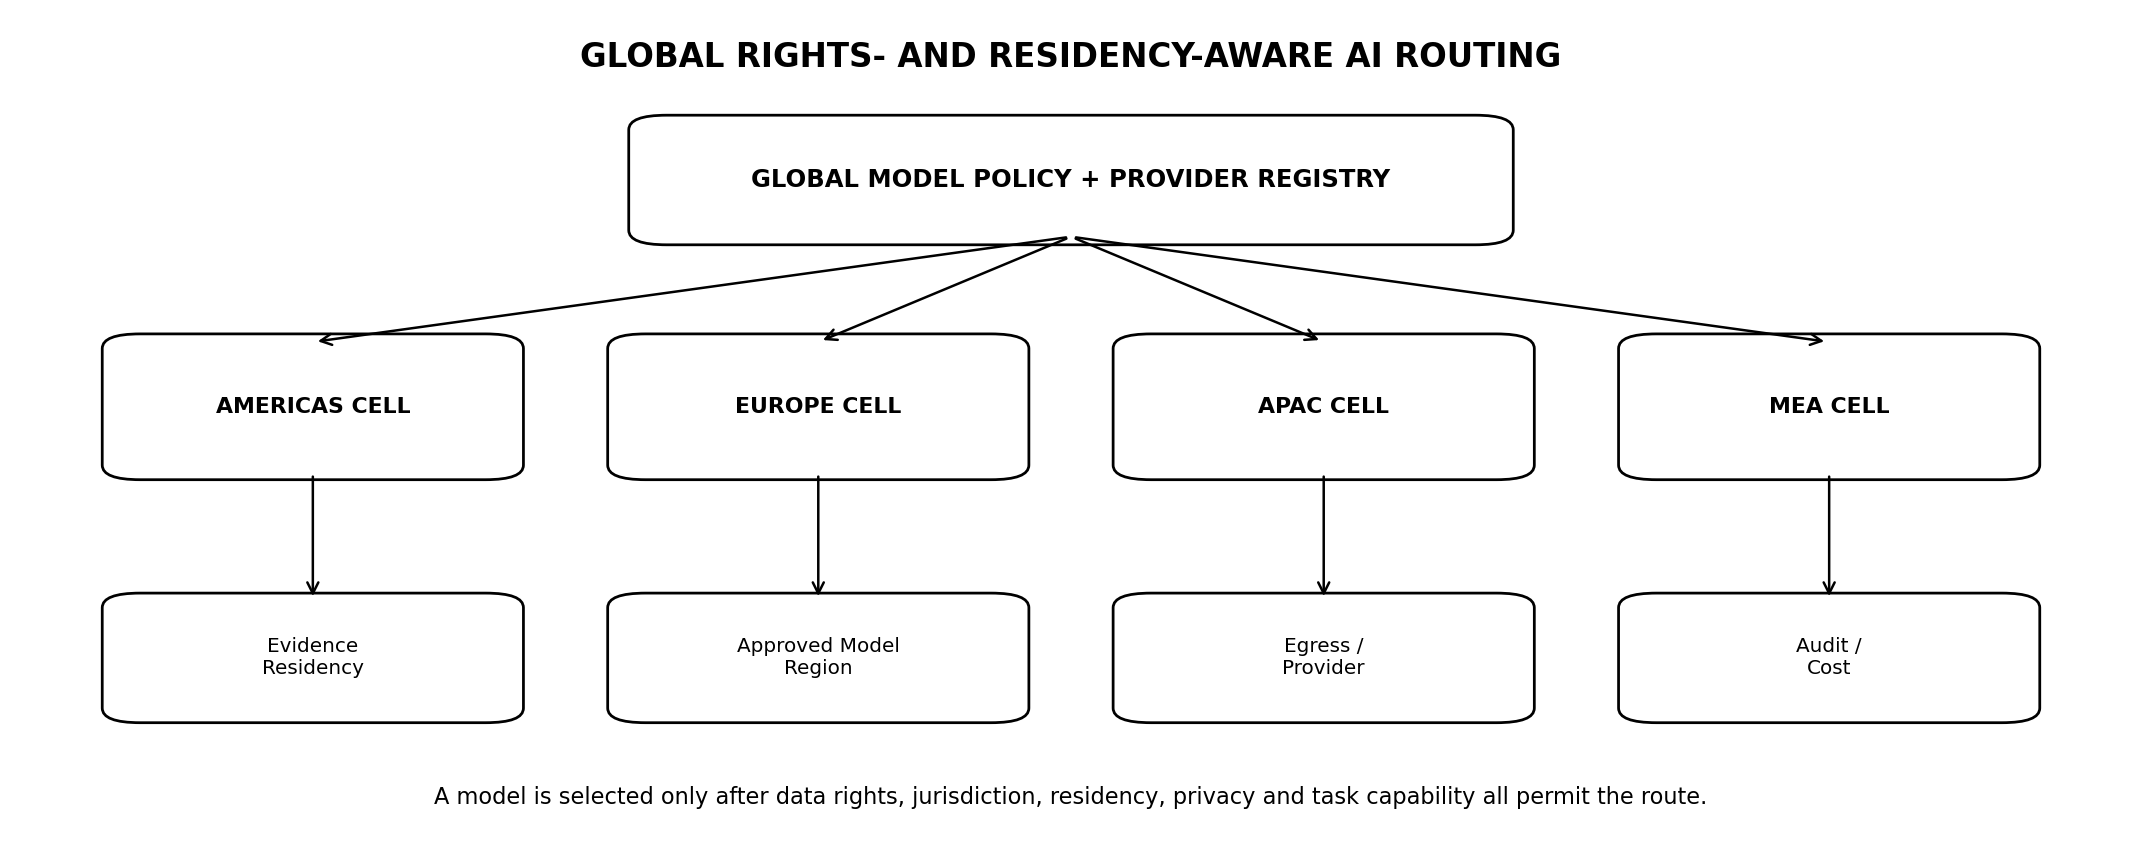 GLOBAL RIGHTS- AND RESIDENCY-AWARE AI ROUTING
GLOBAL MODEL POLICY + PROVIDER REGISTRY
AMERICAS CELL
EUROPE CELL
APAC CELL
MEA CELL
Evidence
Residency
Approved Model
Region
Egress /
Provider
Audit /
Cost
A model is selected only after data rights, jurisdiction, residency, privacy and task capability all permit the route.